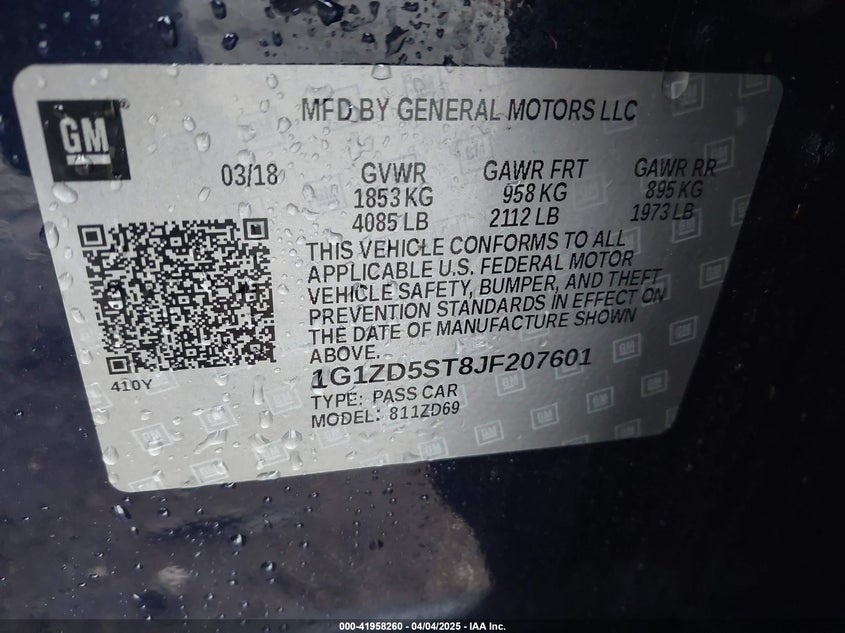 GM
MFD BY GENERAL MOTORS LLC
03/18 GVWR GAWR FRT GAWR RR
1853 KG 958 KG 895 KG
4085 LB 2112 LB 1973 LB
THIS VEHICLE CONFORMS TO ALL
APPLICABLE U.S. FEDERAL MOTOR
VEHICLE SAFETY, BUMPER, AND THEFT
PREVENTION STANDARDS IN EFFECT ON
THE DATE OF MANUFACTURE SHOWN
ABOVE.
410Y
1G1ZD5ST8JF207601
TYPE: PASS CAR
MODEL: 811ZD69
000-41958260 - 04/04/2025 - IAA Inc.